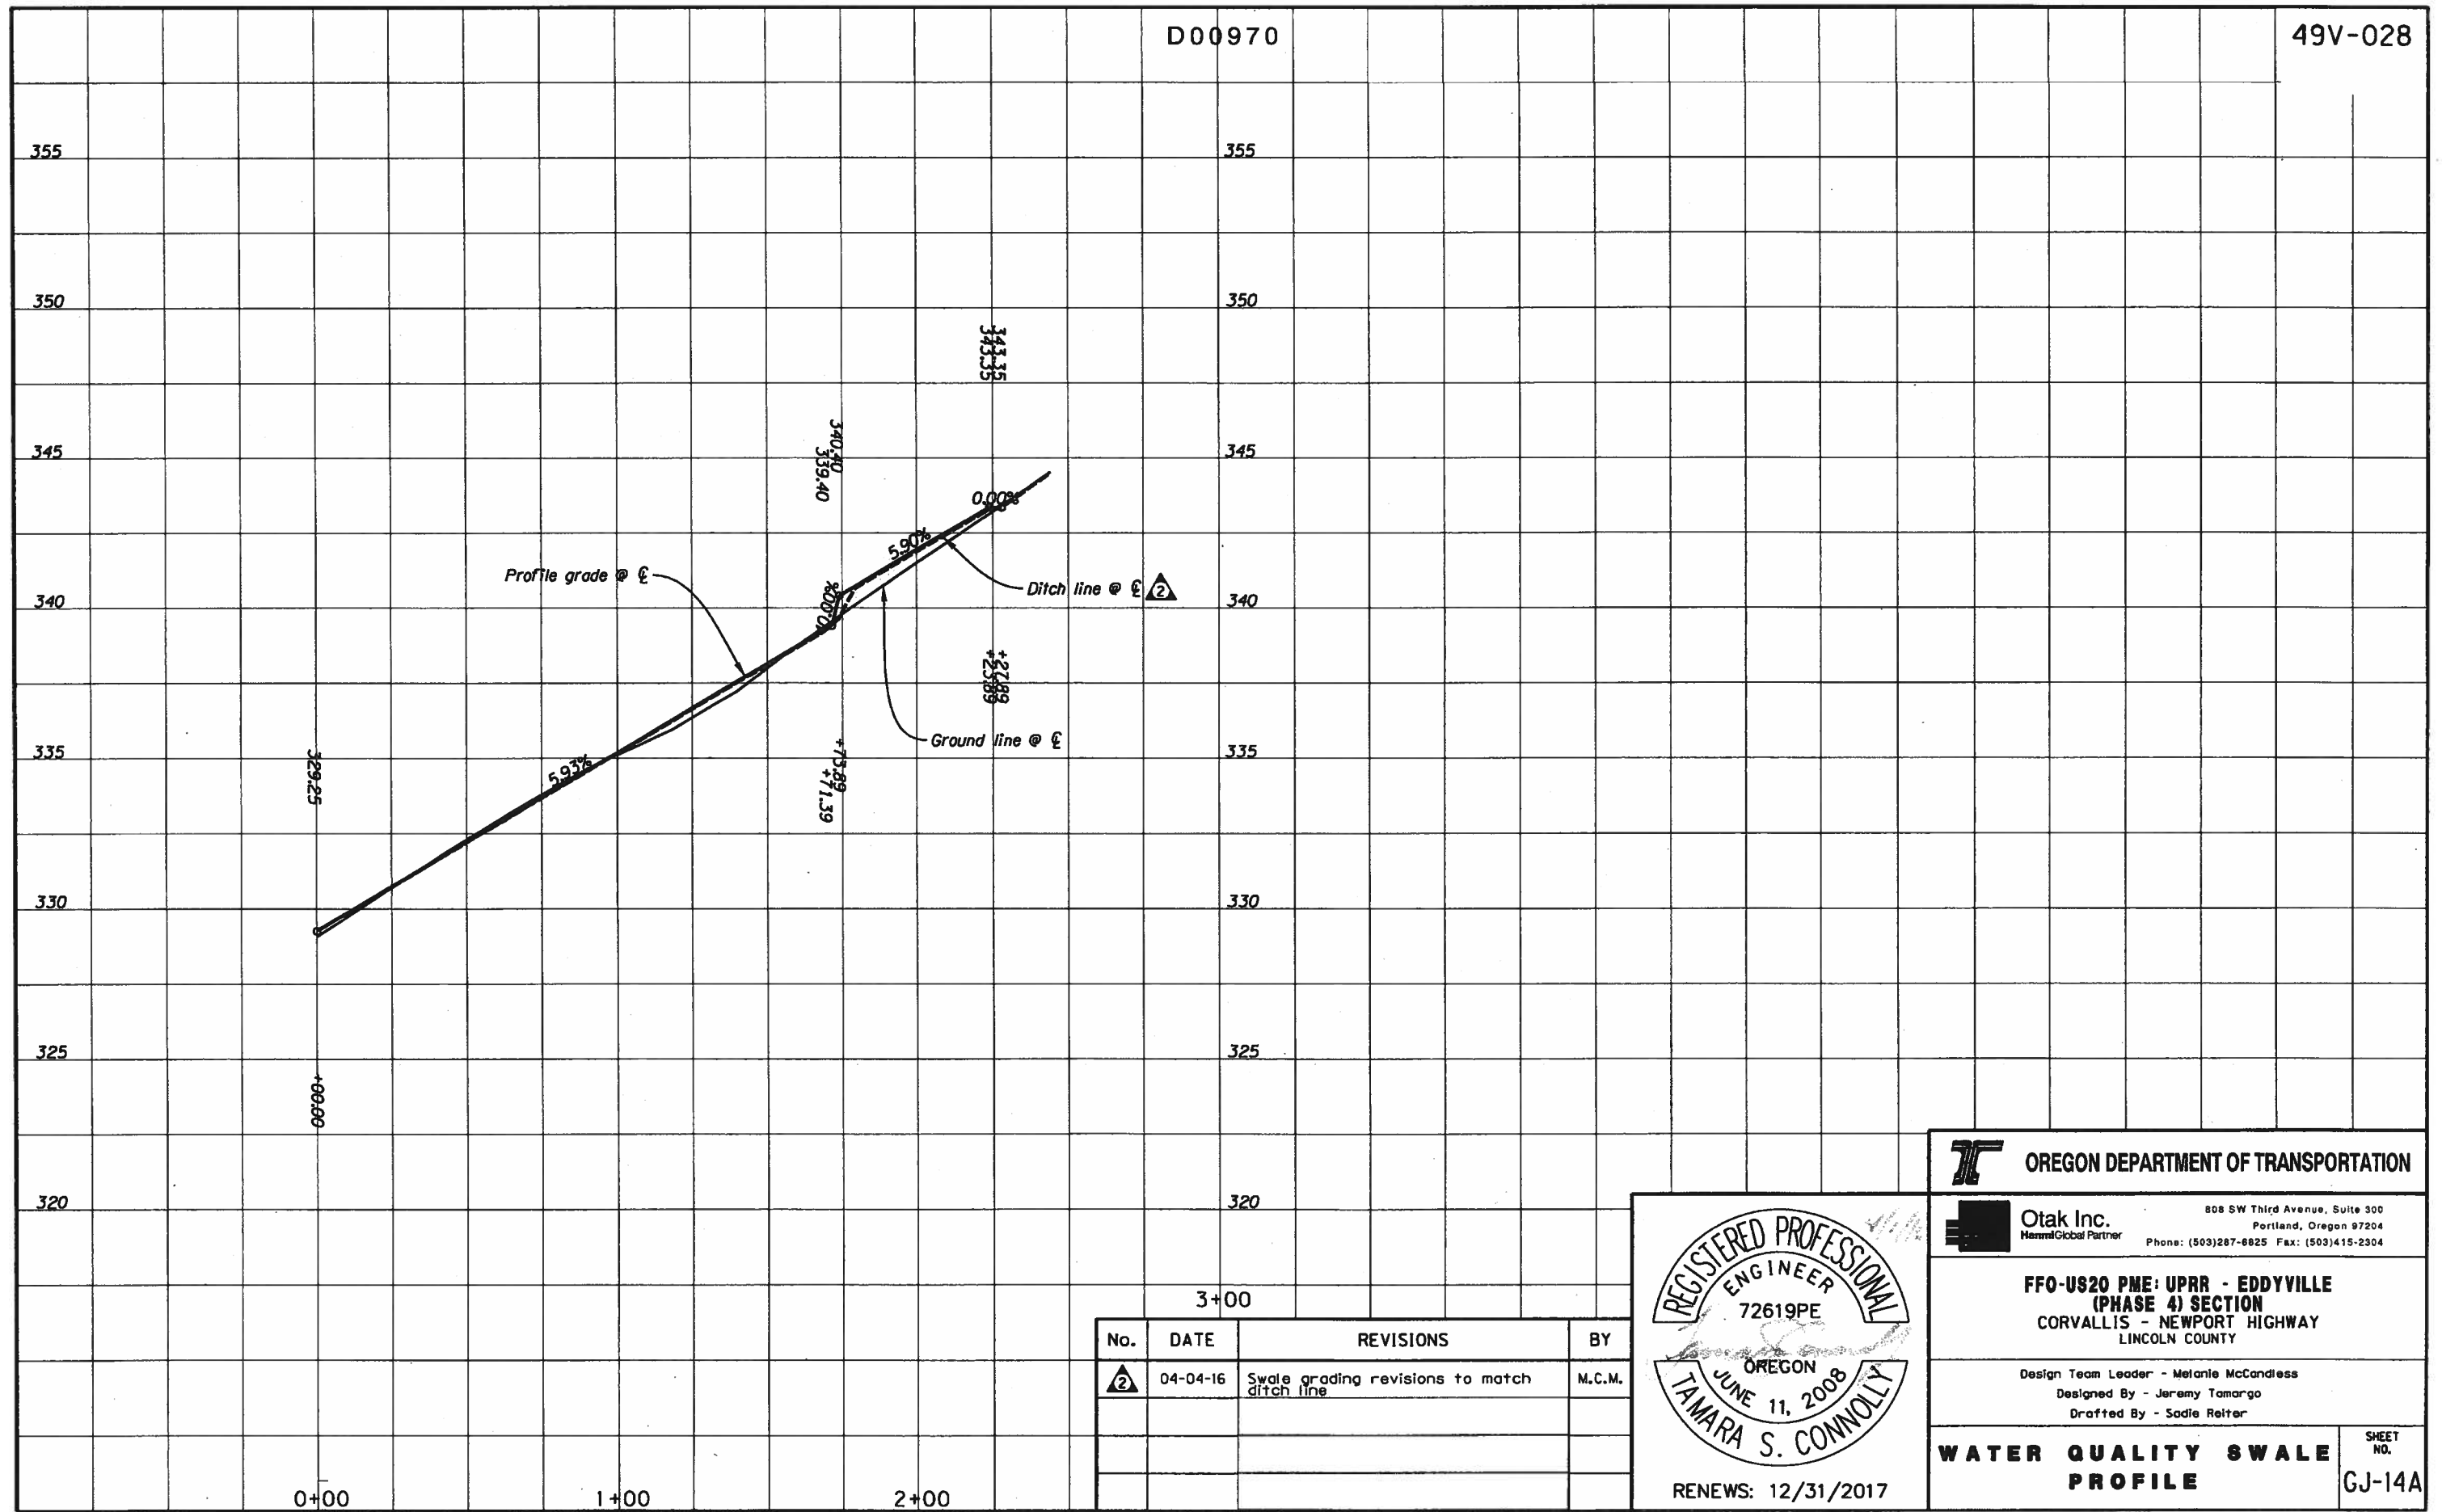 D00970
49V-028
355 355
350 350
343.35
343.35
340.40
339.40
345 345
0.00%
5.90%
Profile grade @ ℄
Ditch line @ ℄ 2
340 340
40.00%
+27.89
+25.89
Ground line @ ℄
+73.89
+71.39
335 335
329.25
5.93%
330 330
325 325
+00.00
320 320
3+00
0+00 1+00 2+00
No. DATE REVISIONS BY
2 04-04-16 Swale grading revisions to match M.C.M.
ditch line
REGISTERED PROFESSIONAL
ENGINEER
72619PE
OREGON
JUNE 11, 2008
TAMARA S. CONNOLLY
RENEWS: 12/31/2017
OREGON DEPARTMENT OF TRANSPORTATION
Otak Inc.
HanmiGlobal Partner
808 SW Third Avenue, Suite 300
Portland, Oregon 97204
Phone: (503)287-6825 Fax: (503)415-2304
FFO-US20 PME: UPRR - EDDYVILLE
(PHASE 4) SECTION
CORVALLIS - NEWPORT HIGHWAY
LINCOLN COUNTY
Design Team Leader - Melanie McCandless
Designed By - Jeremy Tamargo
Drafted By - Sadie Reiter
WATER QUALITY SWALE
PROFILE
SHEET
NO.
GJ-14A